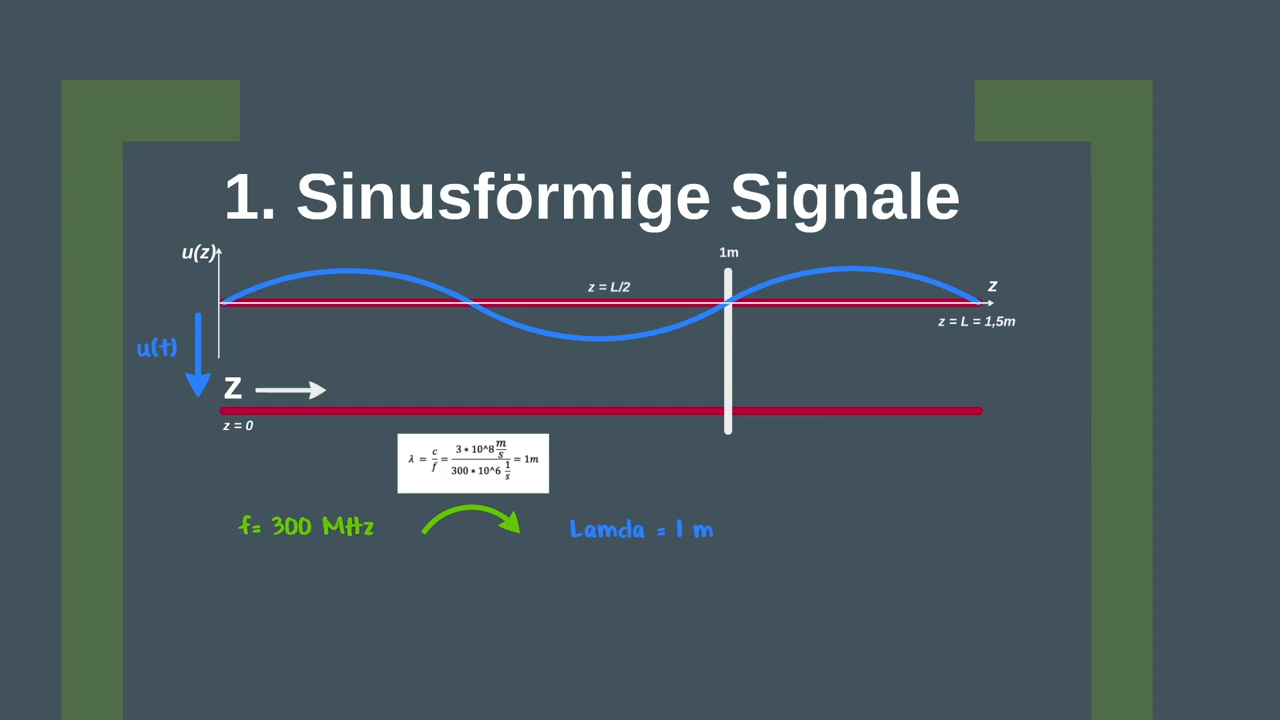 1. Sinusförmige Signale
u(z)
1m
z = L/2
z
z = L = 1,5m
u(t)
z
z = 0
λ = c/f = 3 * 10^8 m/s / 300 * 10^6 1/s = 1m
f= 300 MHz
Lamda = 1 m